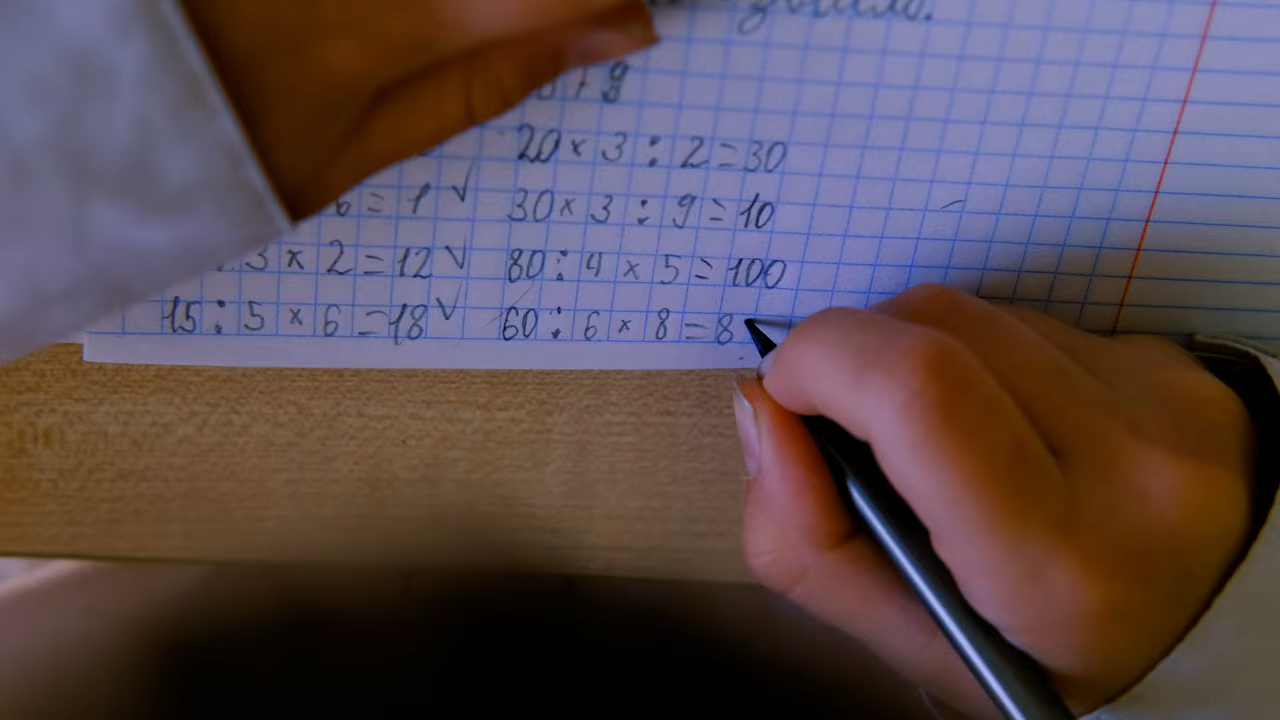 20 × 3 : 2 = 30
6 = 1 ✓ 30 × 3 : 9 = 10
: 3 × 2 = 12 ✓ 80 : 4 × 5 = 100
15 : 5 × 6 = 18 ✓ 60 : 6 × 8 = 8